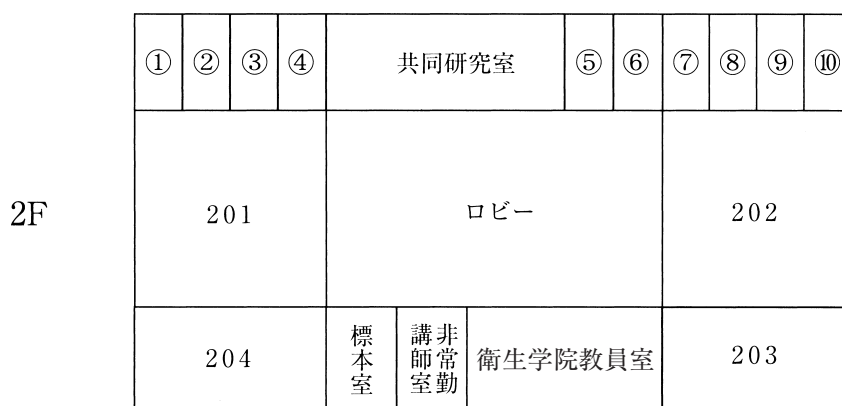 ① ② ③ ④ 共同研究室 ⑤ ⑥ ⑦ ⑧ ⑨ ⑩
2F
201 ロビー 202
204
標本室
非常勤
講師室
衛生学院教員室
203